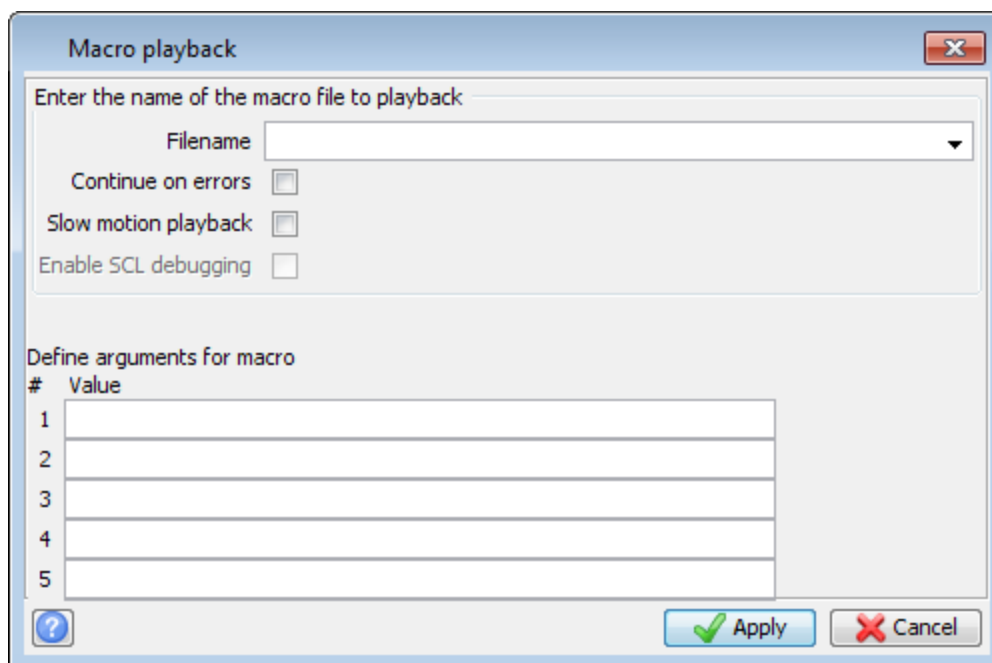 Macro playback
Enter the name of the macro file to playback
Filename
Continue on errors
Slow motion playback
Enable SCL debugging
Define arguments for macro
# Value
1
2
3
4
5
? Apply Cancel